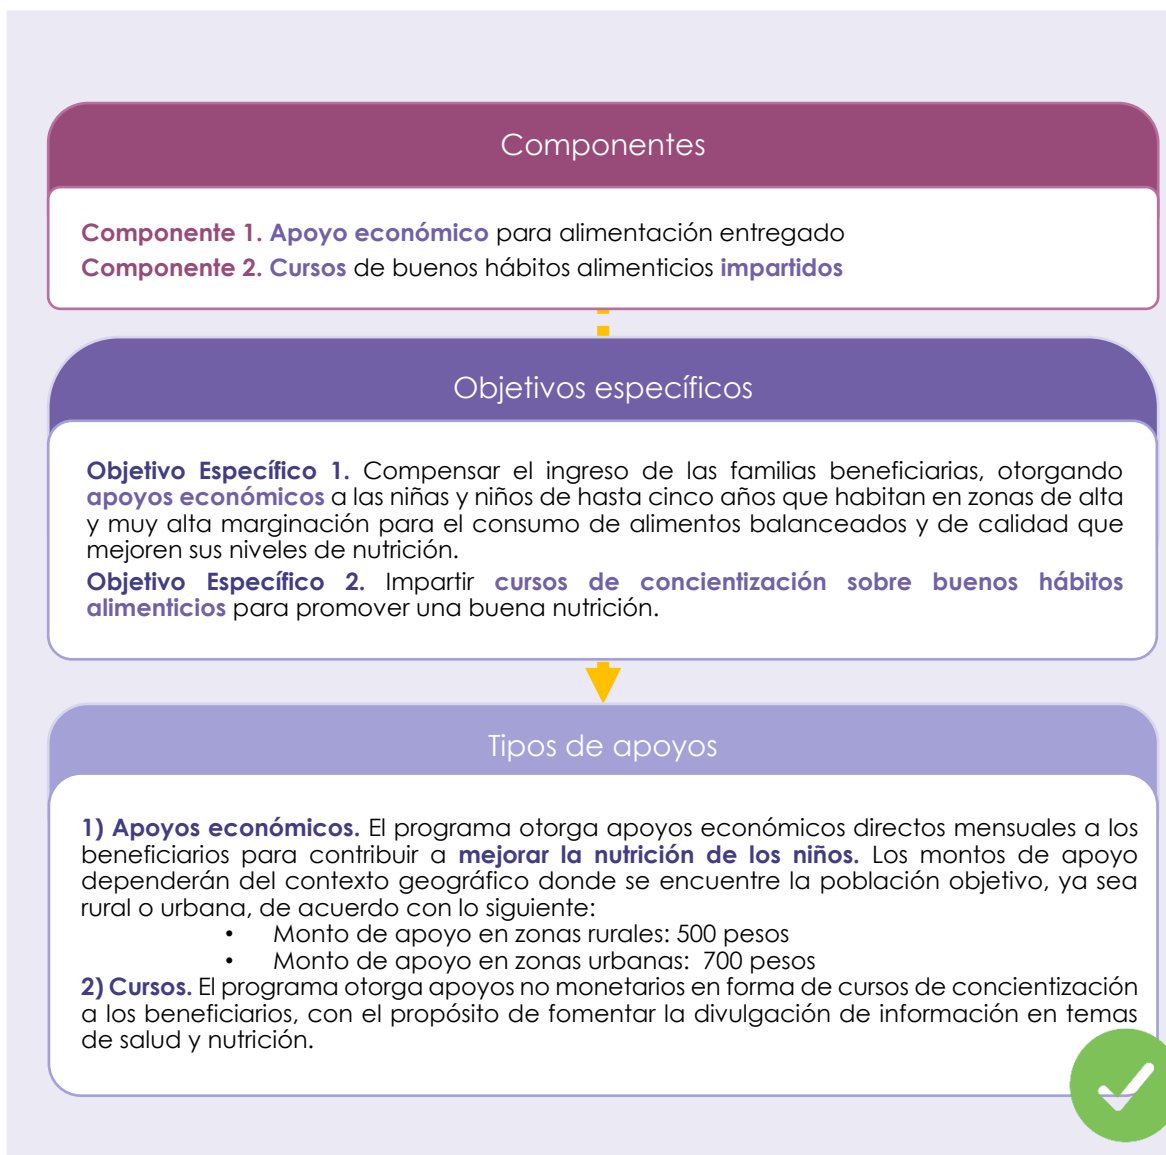 Componentes
Componente 1. Apoyo económico para alimentación entregado
Componente 2. Cursos de buenos hábitos alimenticios impartidos
Objetivos específicos
Objetivo Específico 1. Compensar el ingreso de las familias beneficiarias, otorgando
apoyos económicos a las niñas y niños de hasta cinco años que habitan en zonas de alta
y muy alta marginación para el consumo de alimentos balanceados y de calidad que
mejoren sus niveles de nutrición.
Objetivo Específico 2. Impartir cursos de concientización sobre buenos hábitos
alimenticios para promover una buena nutrición.
Tipos de apoyos
1) Apoyos económicos. El programa otorga apoyos económicos directos mensuales a los
beneficiarios para contribuir a mejorar la nutrición de los niños. Los montos de apoyo
dependerán del contexto geográfico donde se encuentre la población objetivo, ya sea
rural o urbana, de acuerdo con lo siguiente:
• Monto de apoyo en zonas rurales: 500 pesos
• Monto de apoyo en zonas urbanas: 700 pesos
2) Cursos. El programa otorga apoyos no monetarios en forma de cursos de concientización
a los beneficiarios, con el propósito de fomentar la divulgación de información en temas
de salud y nutrición.